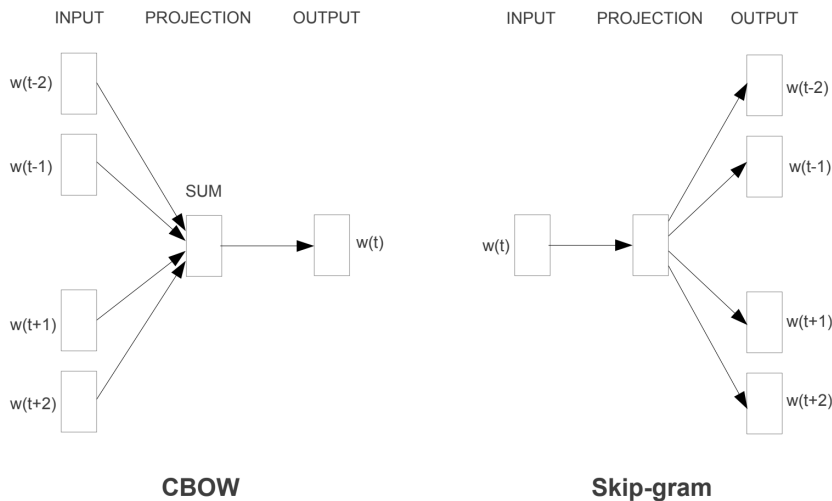 INPUT PROJECTION OUTPUT
w(t-2)
w(t-1)
SUM
w(t)
w(t+1)
w(t+2)
CBOW
INPUT PROJECTION OUTPUT
w(t-2)
w(t-1)
w(t)
w(t+1)
w(t+2)
Skip-gram